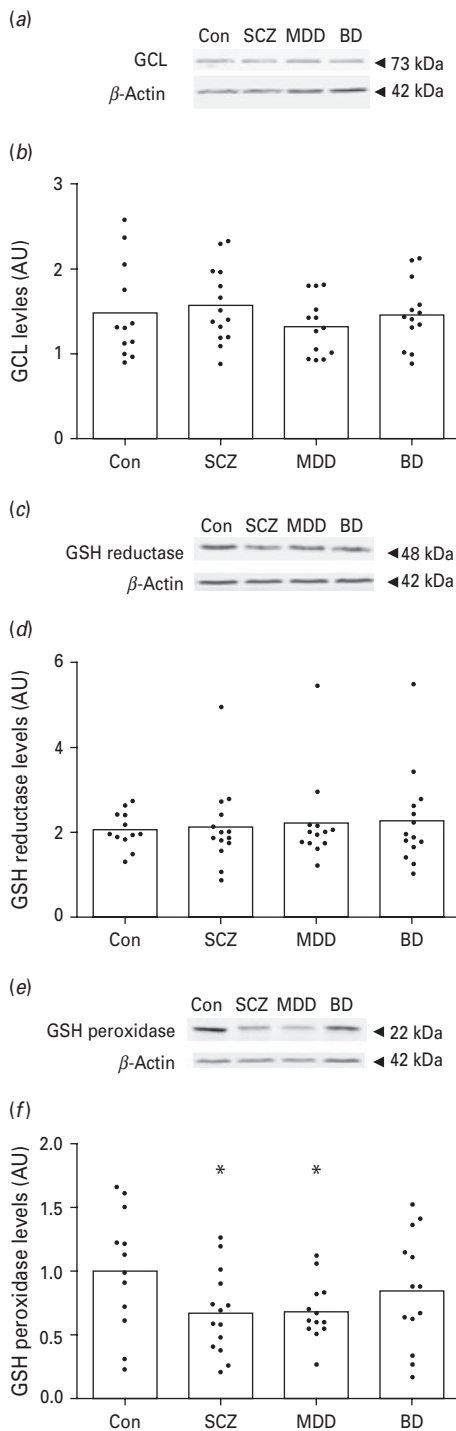 (a)
Con SCZ MDD BD
GCL ◄ 73 kDa
β-Actin ◄ 42 kDa
(b)
3
2
1
0
GCL levles (AU)
Con SCZ MDD BD
(c)
Con SCZ MDD BD
GSH reductase ◄ 48 kDa
β-Actin ◄ 42 kDa
(d)
6
4
2
0
GSH reductase levels (AU)
Con SCZ MDD BD
(e)
Con SCZ MDD BD
GSH peroxidase ◄ 22 kDa
β-Actin ◄ 42 kDa
(f)
2.0
* *
1.5
1.0
0.5
0.0
GSH peroxidase levels (AU)
Con SCZ MDD BD